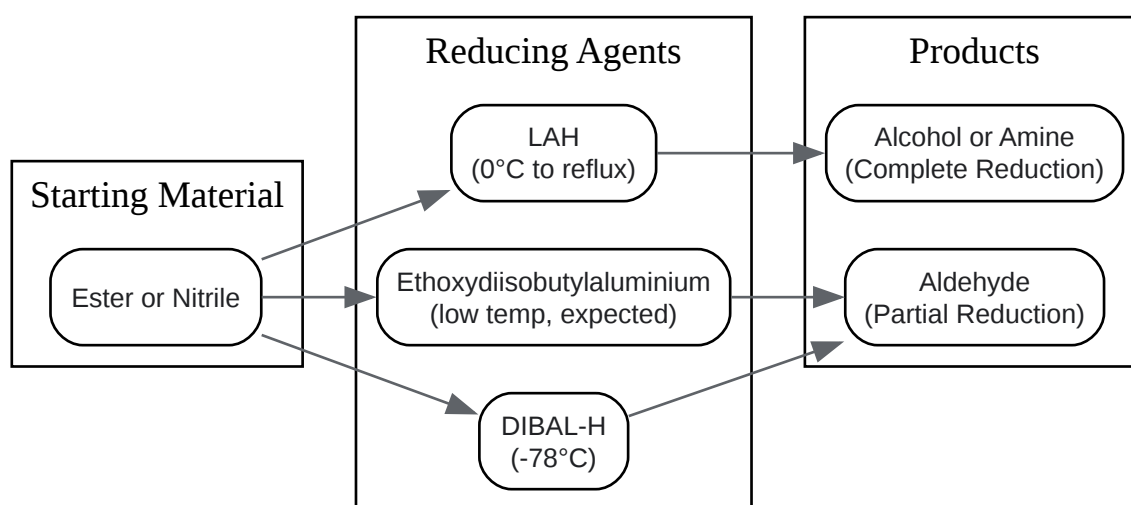 Starting Material
Ester or Nitrile
Reducing Agents
LAH
(0°C to reflux)
Ethoxydiisobutylaluminium
(low temp, expected)
DIBAL-H
(-78°C)
Products
Alcohol or Amine
(Complete Reduction)
Aldehyde
(Partial Reduction)